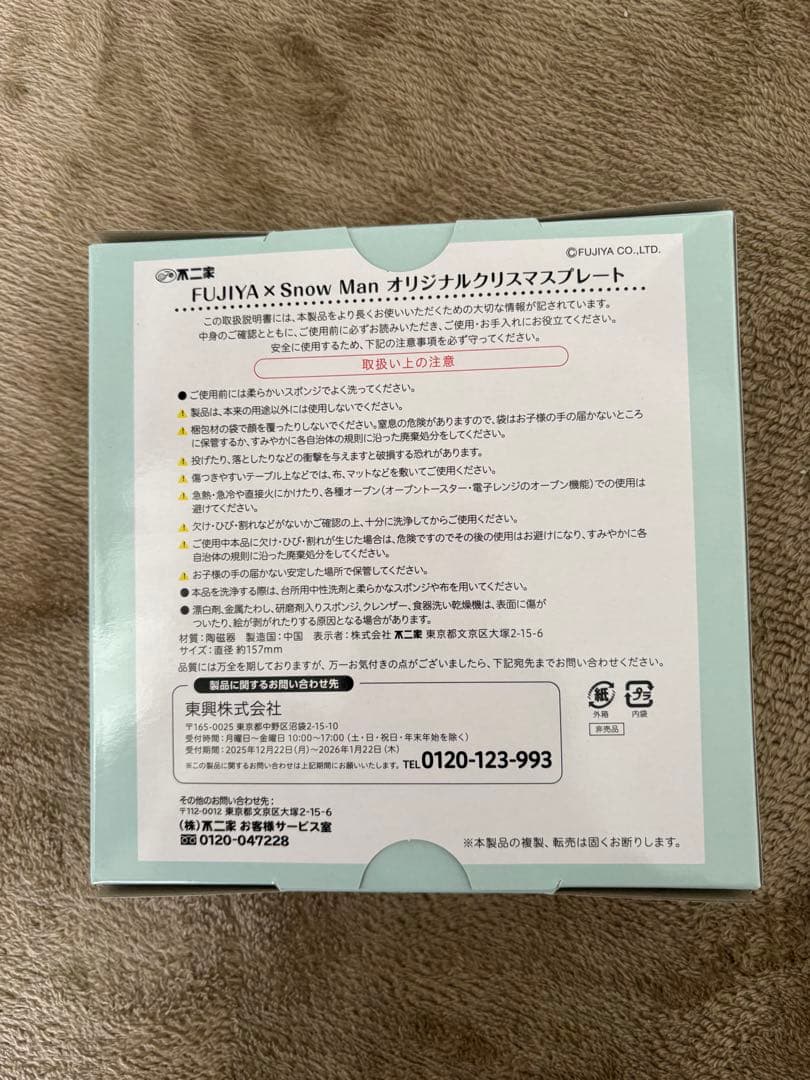 ©FUJIYA CO.,LTD.
不二家
FUJIYA×Snow Man オリジナルクリスマスプレート
この取扱説明書には、本製品をより長くお使いいただくための大切な情報が記されています。
中身のご確認とともに、ご使用前に必ずお読みいただき、ご使用・お手入れにお役立てください。
安全に使用するため、下記の注意事項を必ず守ってください。
取扱い上の注意
●ご使用前には柔らかいスポンジでよく洗ってください。
製品は、本来の用途以外には使用しないでください。
梱包材の袋で顔を覆ったりしないでください。窒息の危険がありますので、袋はお子様の手の届かないところ
に保管するか、すみやかに各自治体の規則に沿った廃棄処分をしてください。
投げたり、落としたりなどの衝撃を与えますと破損する恐れがあります。
傷つきやすいテーブル上などでは、布、マットなどを敷いてご使用ください。
急熱・急冷や直接火にかけたり、各種オーブン(オーブントースター・電子レンジのオーブン機能)での使用は
避けてください。
欠け・ひび・割れなどがないかご確認の上、十分に洗浄してからご使用ください。
ご使用中本品に欠け・ひび・割れが生じた場合は、危険ですのでその後の使用はお避けになり、すみやかに各
自治体の規則に沿った廃棄処分をしてください。
お子様の手の届かない安定した場所で保管してください。
●本品を洗浄する際は、台所用中性洗剤と柔らかなスポンジや布を用いてください。
●漂白剤、金属たわし、研磨剤入りスポンジ、クレンザー、食器洗い乾燥機は、表面に傷が
ついたり、絵が剥がれたりする原因となる場合があります。
材質:陶磁器 製造国:中国 表示者:株式会社 不二家 東京都文京区大塚2-15-6
サイズ:直径 約157mm
品質には万全を期しておりますが、万一お気付きの点がございましたら、下記宛先までお問い合わせください。
製品に関するお問い合わせ先
東興株式会社
〒165-0025 東京都中野区沼袋2-15-10
受付時間:月曜日〜金曜日 10:00〜17:00 (土・日・祝日・年末年始を除く)
受付期間:2025年12月22日(月)〜2026年1月22日(木)
※この製品に関するお問い合わせは上記期間にお願いいたします。 TEL0120-123-993
紙
外箱
プラ
内袋
非売品
その他のお問い合わせ先:
〒112-0012 東京都文京区大塚2-15-6
(株)不二家 お客様サービス室
0120-047228
※本製品の複製、転売は固くお断りします。